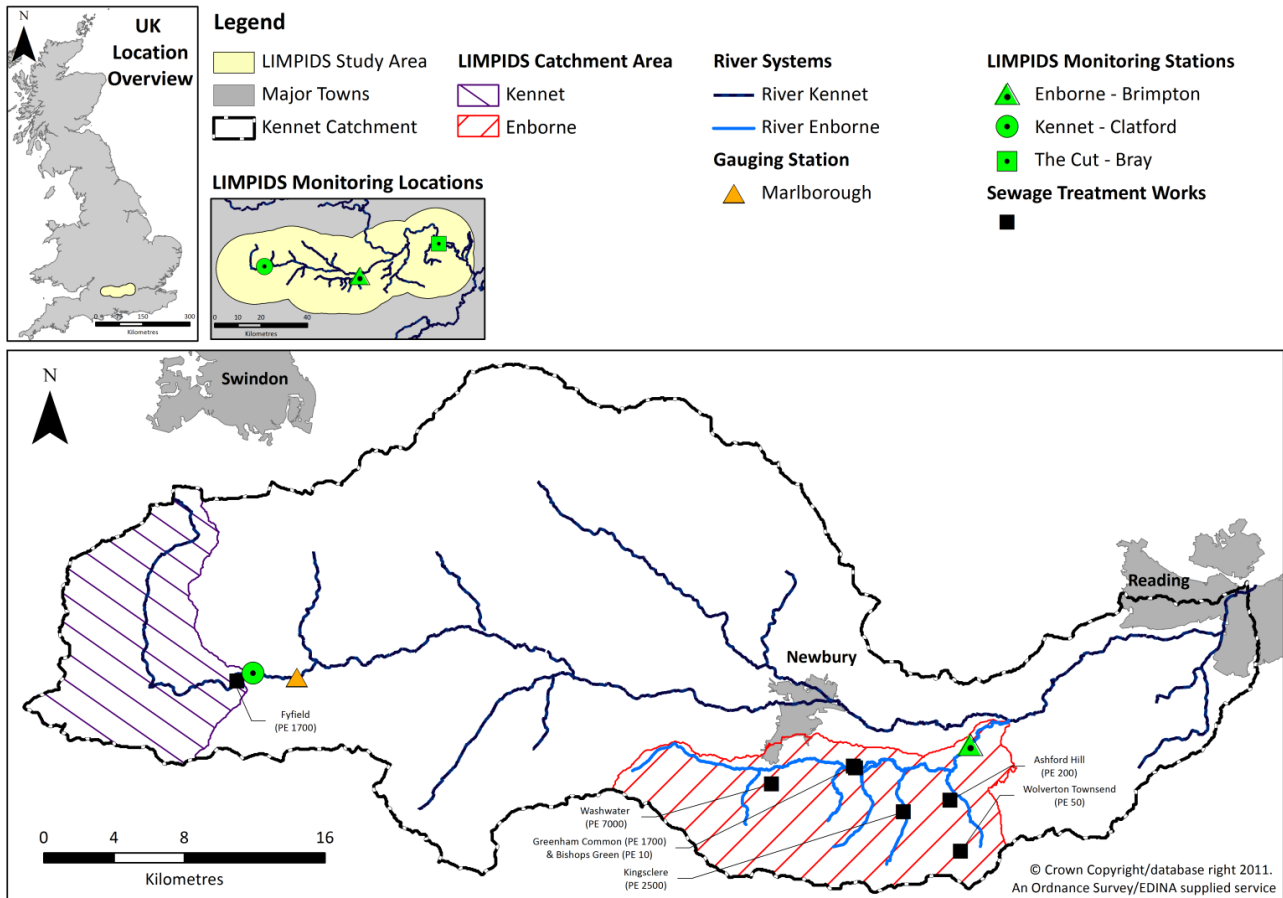 N
UK
Location
Overview
0 75 150 300
Kilometres
Legend
LIMPIDS Study Area
Major Towns
Kennet Catchment
LIMPIDS Catchment Area
Kennet
Enborne
River Systems
River Kennet
River Enborne
Gauging Station
Marlborough
LIMPIDS Monitoring Stations
Enborne - Brimpton
Kennet - Clatford
The Cut - Bray
Sewage Treatment Works
LIMPIDS Monitoring Locations
0 10 20 40
Kilometres
N
Swindon
Reading
Newbury
Fyfield
(PE 1700)
Ashford Hill
(PE 200)
Wolverton Townsend
(PE 50)
Washwater
(PE 7000)
Greenham Common (PE 1700)
& Bishops Green (PE 10)
Kingsclere
(PE 2500)
0 4 8 16
Kilometres
© Crown Copyright/database right 2011.
An Ordnance Survey/EDINA supplied service